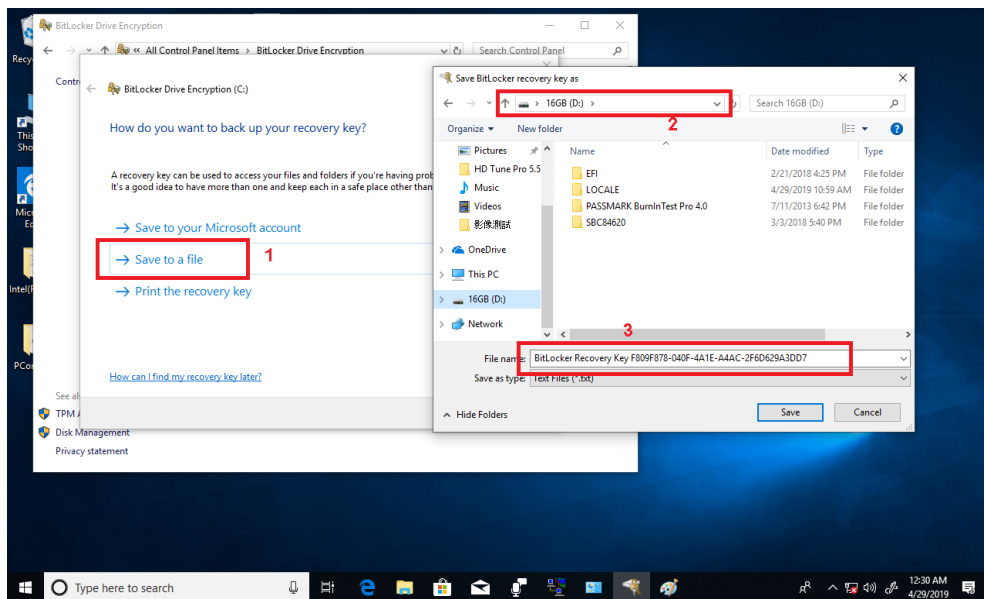 BitLocker Drive Encryption
All Control Panel Items > BitLocker Drive Encryption
Search Control Panel
BitLocker Drive Encryption (C:)
How do you want to back up your recovery key?
A recovery key can be used to access your files and folders if you're having
It's a good idea to have more than one and keep each in a safe place other than
→ Save to your Microsoft account
→ Save to a file
1
→ Print the recovery key
How can I find my recovery key later?
See
TPM
Disk Management
Privacy statement
Save BitLocker recovery key as
16GB (D:) >
Search 16GB (D:)
2
Organize
New folder
Name
Date modified
Type
Pictures
HD Tune Pro 5.5
Music
Videos
影像測試
OneDrive
This PC
16GB (D:)
Network
EFI 2/21/2018 4:25 PM File folder
LOCALE 4/29/2019 10:59 AM File folder
PASSMARK BurnInTest Pro 4.0 7/11/2013 6:42 PM File folder
SBC84620 3/3/2018 5:40 PM File folder
3
File name: BitLocker Recovery Key F809F878-040F-4A1E-A4AC-2F6D629A3DD7
Save as type: Text Files (*.txt)
Hide Folders
Save
Cancel
Type here to search
12:30 AM
4/29/2019